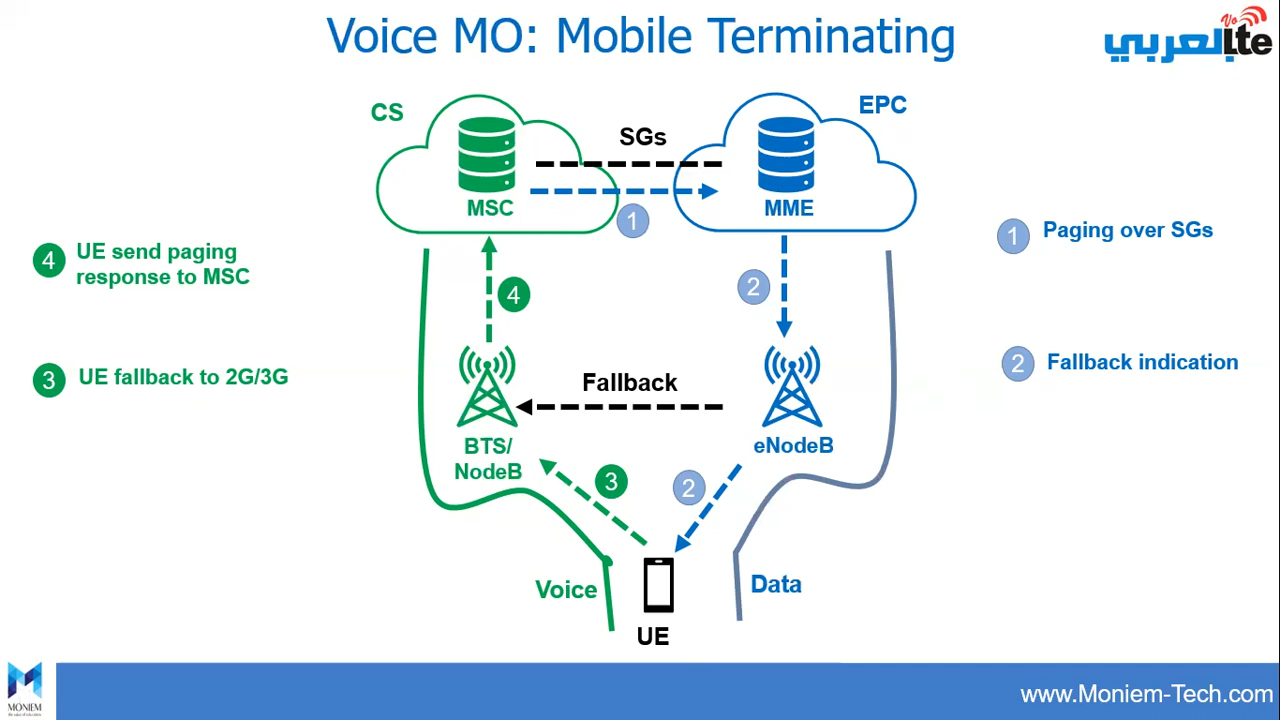 Voice MO: Mobile Terminating
Vo
بالعربي Lte
CS
EPC
SGs
MSC
MME
1
1 Paging over SGs
4 UE send paging
response to MSC
4
2
3 UE fallback to 2G/3G
Fallback
2 Fallback indication
BTS/
NodeB
eNodeB
3
2
Voice
Data
UE
MONIEM
www.Moniem-Tech.com